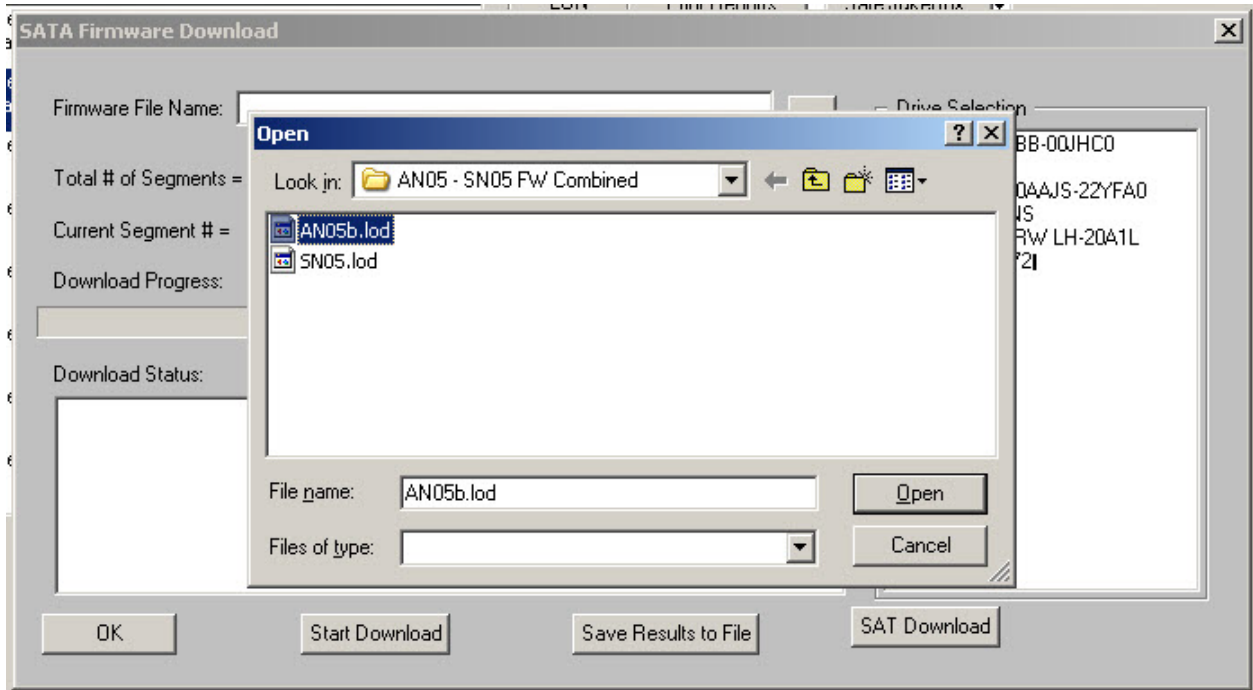 SATA Firmware Download
Firmware File Name:
Drive Selection
Open
BB-00JHC0
Look in:
AN05 - SN05 FW Combined
Total # of Segments =
0AAJS-22YFA0
NS
AN05b.lod
Current Segment # =
RW LH-20A1L
SN05.lod
72
Download Progress:
Download Status:
File name:
AN05b.lod
Open
Files of type:
Cancel
OK
Start Download
Save Results to File
SAT Download